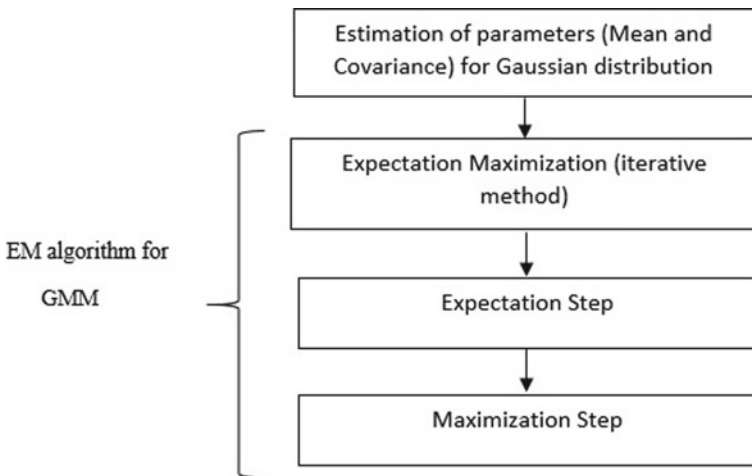 Estimation of parameters (Mean and
Covariance) for Gaussian distribution
Expectation Maximization (iterative
method)
EM algorithm for
GMM
Expectation Step
Maximization Step